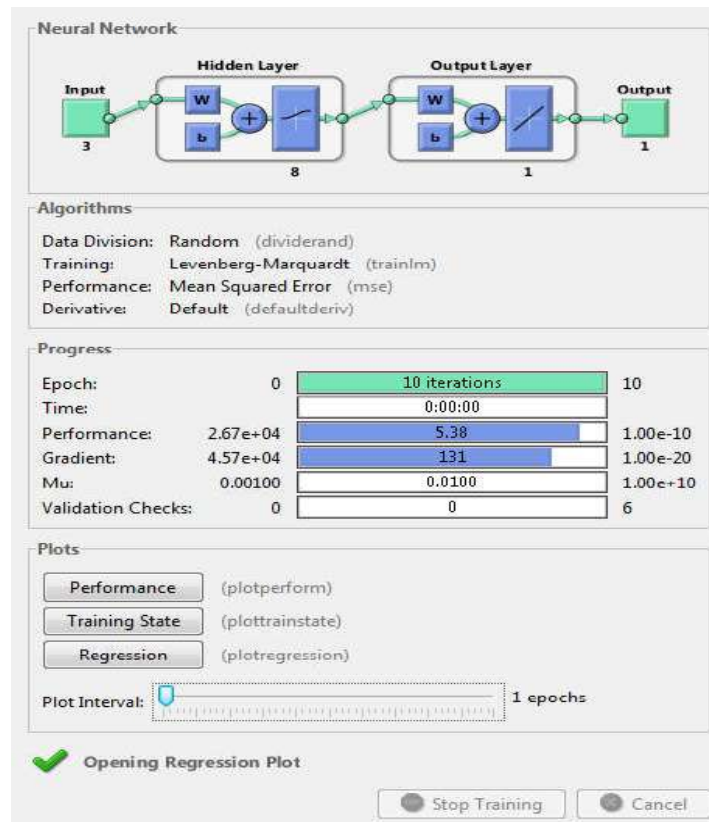 Neural Network
Hidden Layer Output Layer
Input Output
W W
b b
+ +
3 8 1 1
Algorithms
Data Division: Random (dividerand)
Training: Levenberg-Marquardt (trainlm)
Performance: Mean Squared Error (mse)
Derivative: Default (defaultderiv)
Progress
Epoch: 0 10 iterations 10
Time: 0:00:00
Performance: 2.67e+04 5.38 1.00e-10
Gradient: 4.57e+04 131 1.00e-20
Mu: 0.00100 0.0100 1.00e+10
Validation Checks: 0 0 6
Plots
Performance (plotperform)
Training State (plottrainstate)
Regression (plotregression)
Plot Interval: 1 epochs
Opening Regression Plot
Stop Training Cancel